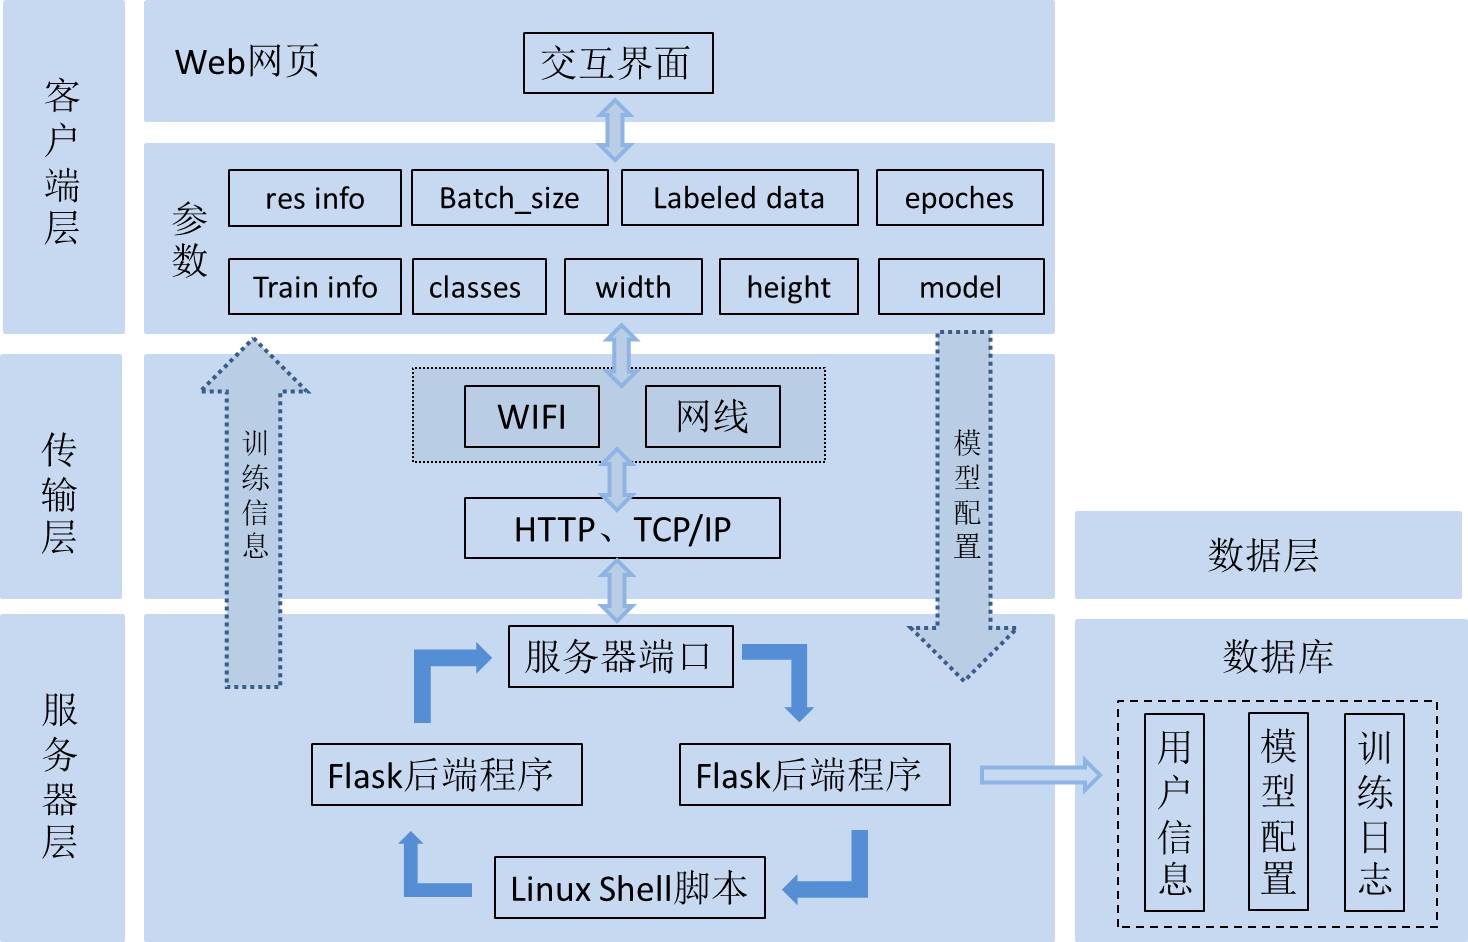 客户端层
Web网页
交互界面
参数
res info
Batch_size
Labeled data
epoches
Train info
classes
width
height
model
传输层
训练信息
WIFI
网线
HTTP、TCP/IP
模型配置
数据层
服务器层
服务器端口
Flask后端程序
Flask后端程序
Linux Shell脚本
数据库
用户信息
模型配置
训练日志